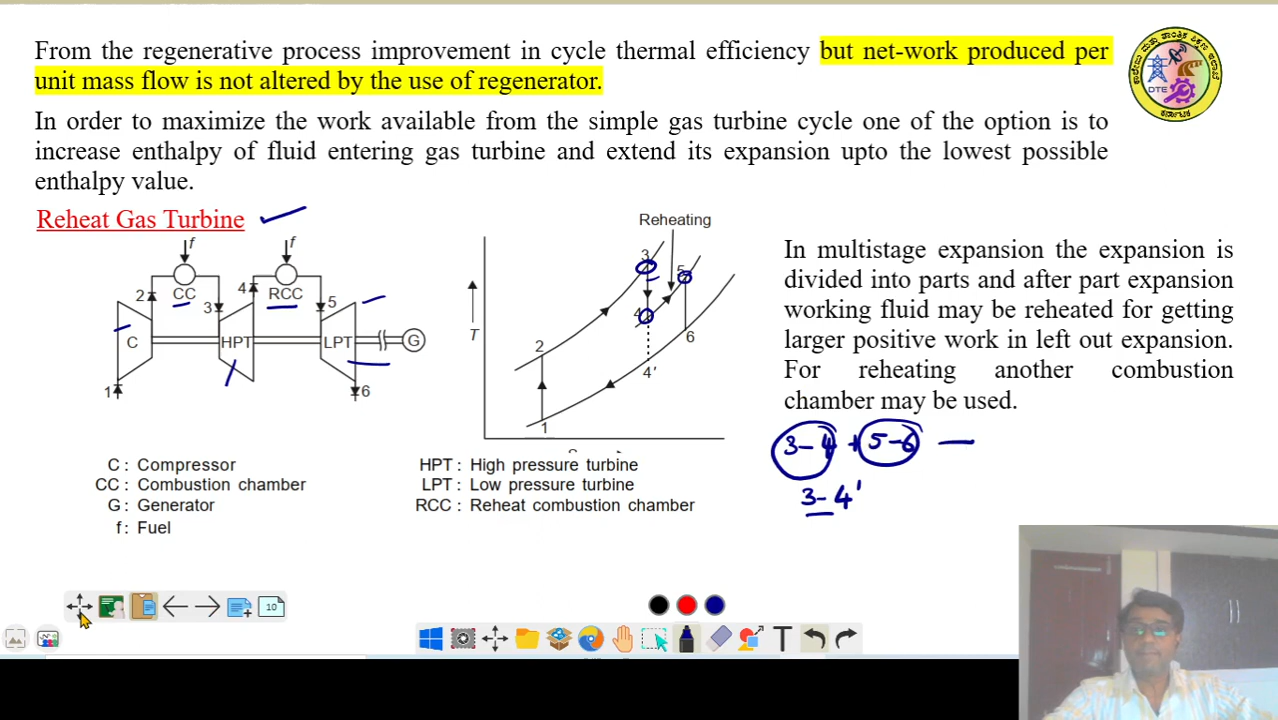 From the regenerative process improvement in cycle thermal efficiency but net-work produced per
unit mass flow is not altered by the use of regenerator.
DTE
In order to maximize the work available from the simple gas turbine cycle one of the option is to
increase enthalpy of fluid entering gas turbine and extend its expansion upto the lowest possible
enthalpy value.
Reheat Gas Turbine
f
f
CC
RCC
2
3
4
5
C
HPT
LPT
G
1
6
Reheating
T
3
5
4
2
6
4'
1
In multistage expansion the expansion is
divided into parts and after part expansion
working fluid may be reheated for getting
larger positive work in left out expansion.
For reheating another combustion
chamber may be used.
3-4 + 5-6 —
3-4'
C : Compressor
CC : Combustion chamber
G : Generator
f : Fuel
HPT : High pressure turbine
LPT : Low pressure turbine
RCC : Reheat combustion chamber
10
T